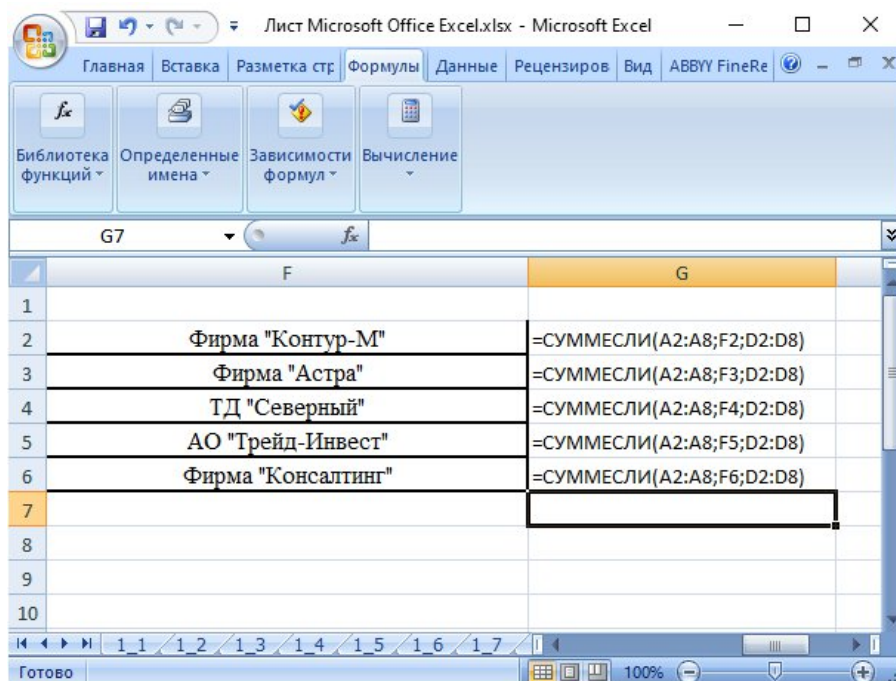 Лист Microsoft Office Excel.xlsx - Microsoft Excel
Главная Вставка Разметка стр Формулы Данные Рецензиров Вид ABBYY FineRe
fx
Библиотека функций Определенные имена Зависимости формул Вычисление
G7 fx
F G
1
2 Фирма "Контур-М" =СУММЕСЛИ(A2:A8;F2;D2:D8)
3 Фирма "Астра" =СУММЕСЛИ(A2:A8;F3;D2:D8)
4 ТД "Северный" =СУММЕСЛИ(A2:A8;F4;D2:D8)
5 АО "Трейд-Инвест" =СУММЕСЛИ(A2:A8;F5;D2:D8)
6 Фирма "Консалтинг" =СУММЕСЛИ(A2:A8;F6;D2:D8)
7
8
9
10
1_1 1_2 1_3 1_4 1_5 1_6 1_7
Готово 100%